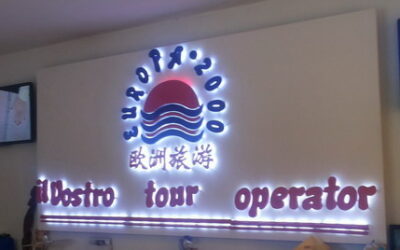 EUROPA • 2000
欧洲旅游
il Vostro tour operator